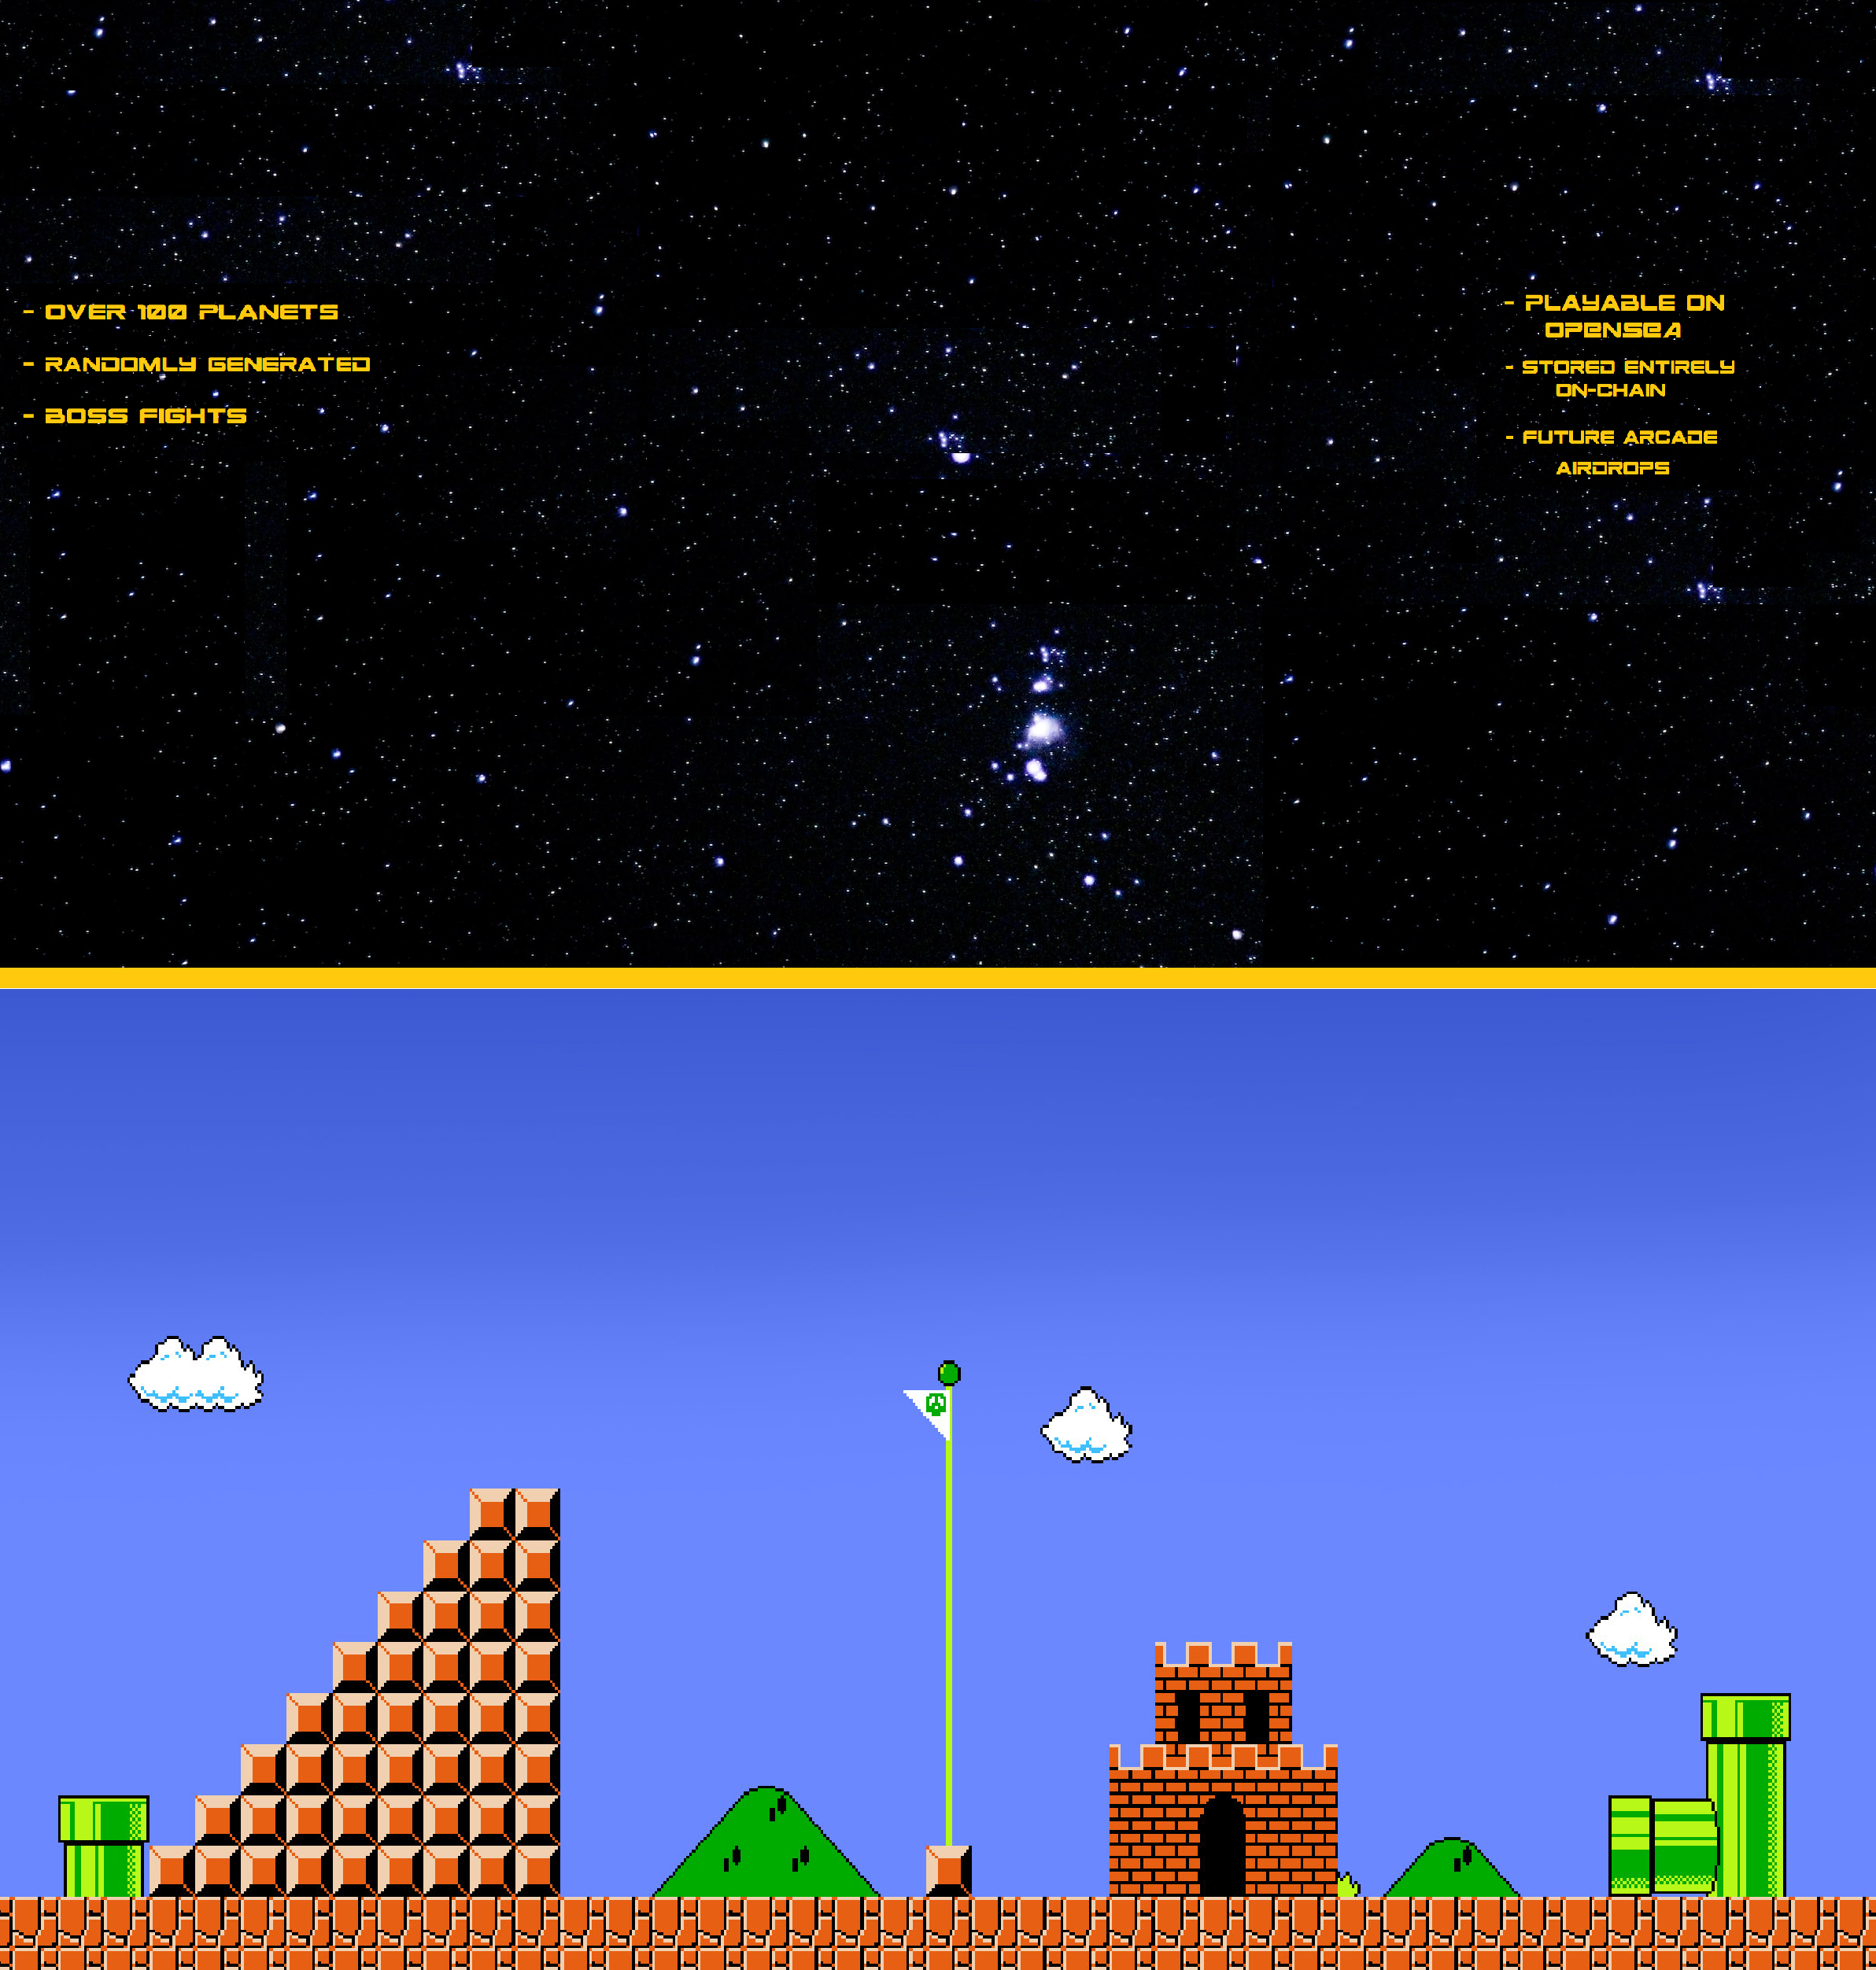 - OVER 100 PLANETS
- RANDOMLY GENERATED
- BOSS FIGHTS
- PLAYABLE ON
OPENSEA
- STORED ENTIRELY
ON-CHAIN
- FUTURE ARCADE
AIRDROPS